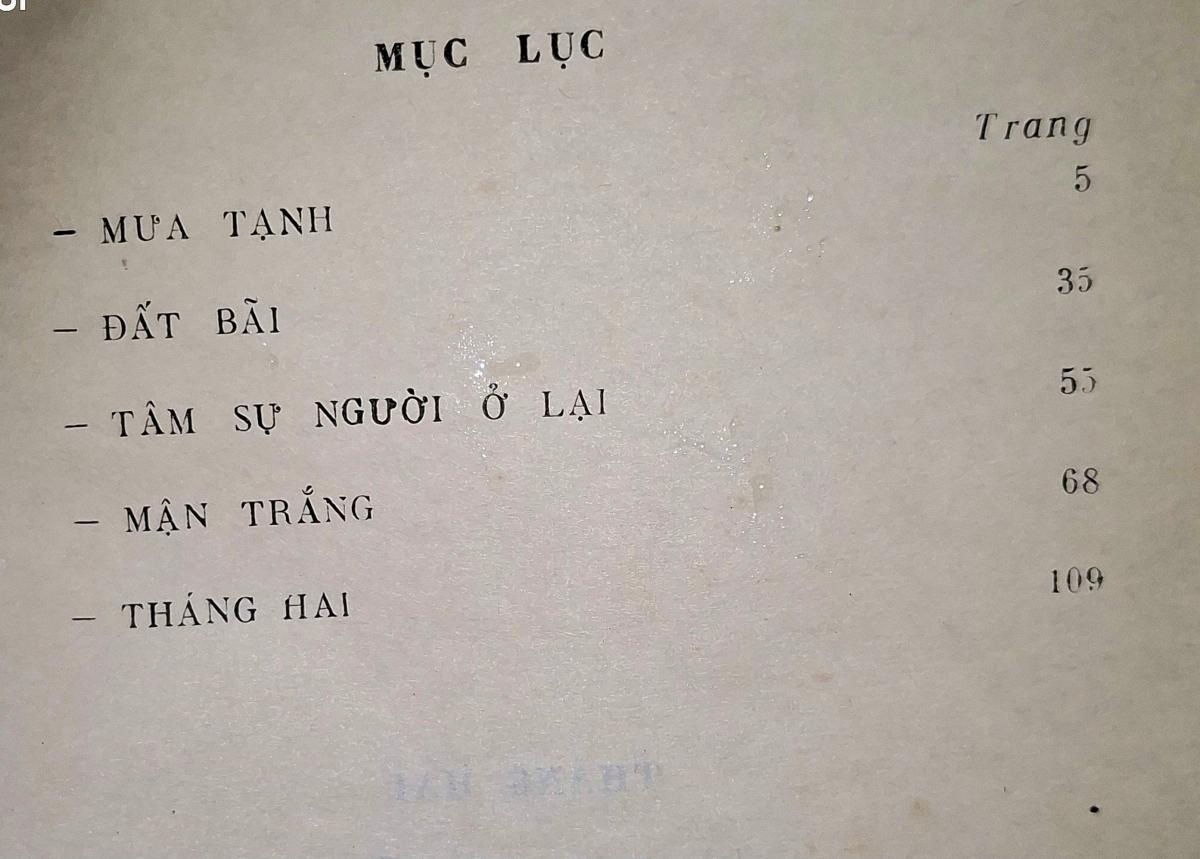 MỤC LỤC
Trang
— MƯA TẠNH 5
— ĐẤT BÃI 35
— TÂM SỰ NGƯỜI Ở LẠI 55
— MẬN TRẮNG 68
— THÁNG HAI 109